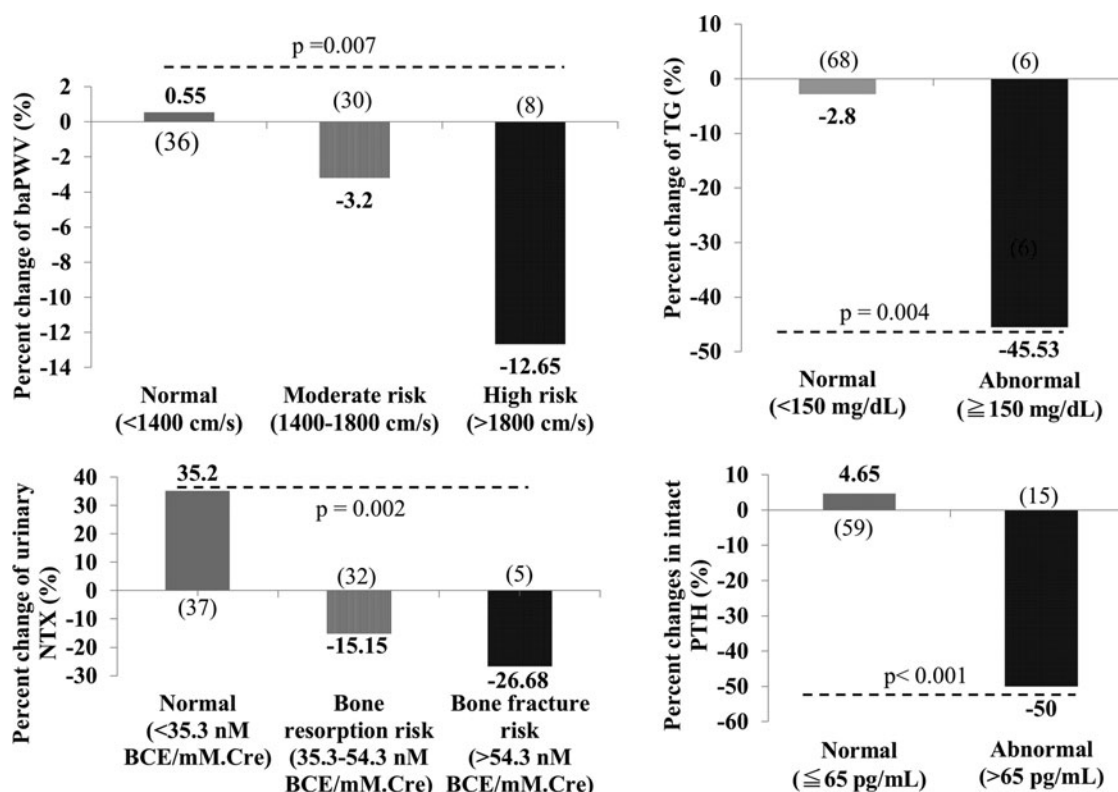 p =0.007
Percent change of baPWV (%)
2
0
-2
-4
-6
-8
-10
-12
-14
0.55
(36)
(30)
-3.2
(8)
-12.65
Normal
(<1400 cm/s)
Moderate risk
(1400-1800 cm/s)
High risk
(>1800 cm/s)
Percent change of TG (%)
10
0
-10
-20
-30
-40
-50
(68)
-2.8
(6)
(6)
p = 0.004
-45.53
Normal
(<150 mg/dL)
Abnormal
(≧150 mg/dL)
Percent change of urinary
NTX (%)
40
30
20
10
0
-10
-20
-30
35.2
p = 0.002
(37)
(32)
-15.15
(5)
-26.68
Normal
(<35.3 nM
BCE/mM.Cre)
Bone
resorption risk
(35.3-54.3 nM
BCE/mM.Cre)
Bone fracture
risk
(>54.3 nM
BCE/mM.Cre)
Percent changes in intact
PTH (%)
10
0
-10
-20
-30
-40
-50
-60
4.65
(59)
(15)
p< 0.001
-50
Normal
(≦65 pg/mL)
Abnormal
(>65 pg/mL)